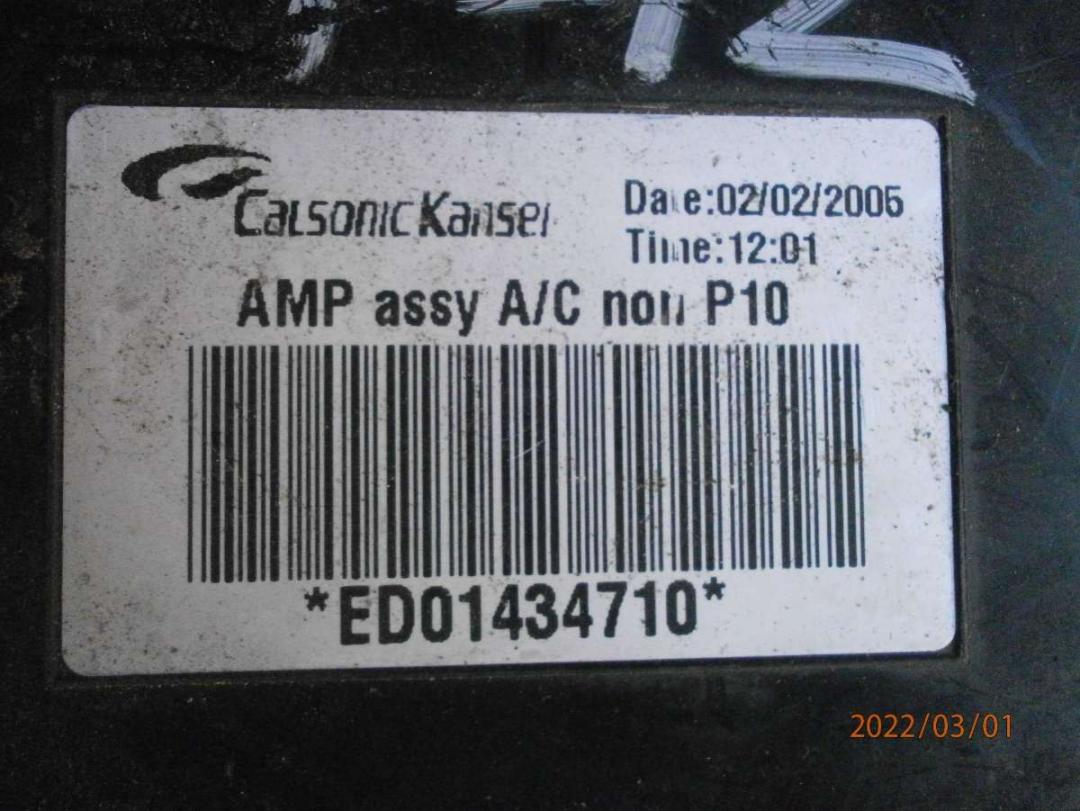 CalsonicKansei
Date:02/02/2005
Time:12:01
AMP assy A/C non P10
*ED01434710*
2022/03/01